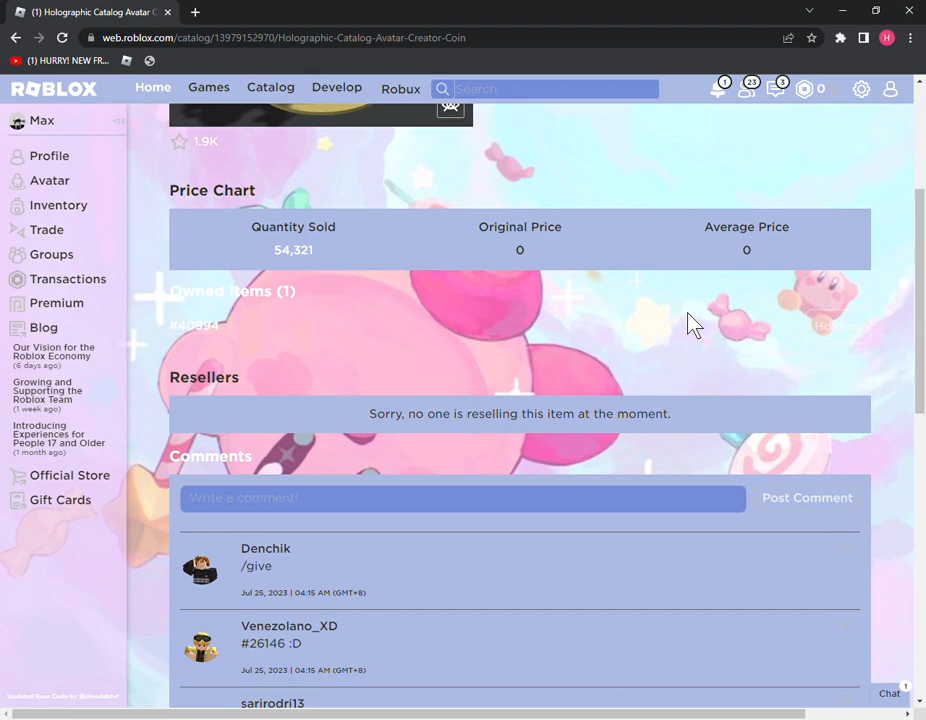 (1) Holographic Catalog Avatar C
web.roblox.com/catalog/13979152970/Holographic-Catalog-Avatar-Creator-Coin
H
(1) HURRY! NEW FR...
ROBLOX
Home
Games
Catalog
Develop
Robux
Search
1
23
3
0
Max
+12
Profile
Avatar
Inventory
Trade
Groups
Transactions
Premium
Blog
Our Vision for the
Roblox Economy
(6 days ago)
Growing and
Supporting the
Roblox Team
(1 week ago)
Introducing
Experiences for
People 17 and Older
(1 month ago)
Official Store
Gift Cards
1.9K
Price Chart
Quantity Sold
Original Price
Average Price
54,321
0
0
Owned Items (1)
#40894
Resellers
Sorry, no one is reselling this item at the moment.
Comments
Write a comment!
Post Comment
Denchik
/give
Jul 25, 2023 | 04:15 AM (GMT+8)
Venezolano_XD
#26146 :D
Jul 25, 2023 | 04:15 AM (GMT+8)
sarirodri13
Chat
1